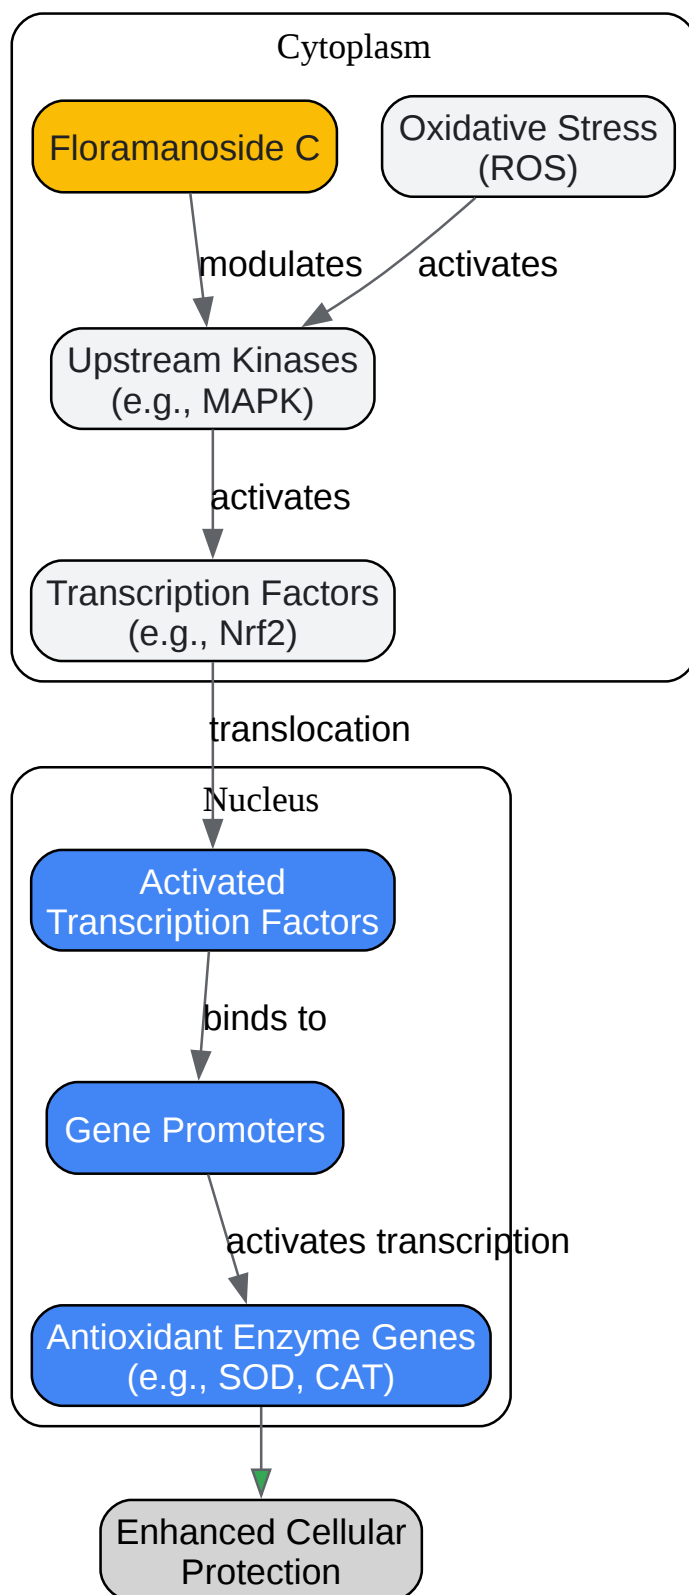 Cytoplasm
Floramanoside C
Oxidative Stress
(ROS)
modulates
activates
Upstream Kinases
(e.g., MAPK)
activates
Transcription Factors
(e.g., Nrf2)
translocation
Nucleus
Activated
Transcription Factors
binds to
Gene Promoters
activates transcription
Antioxidant Enzyme Genes
(e.g., SOD, CAT)
Enhanced Cellular
Protection